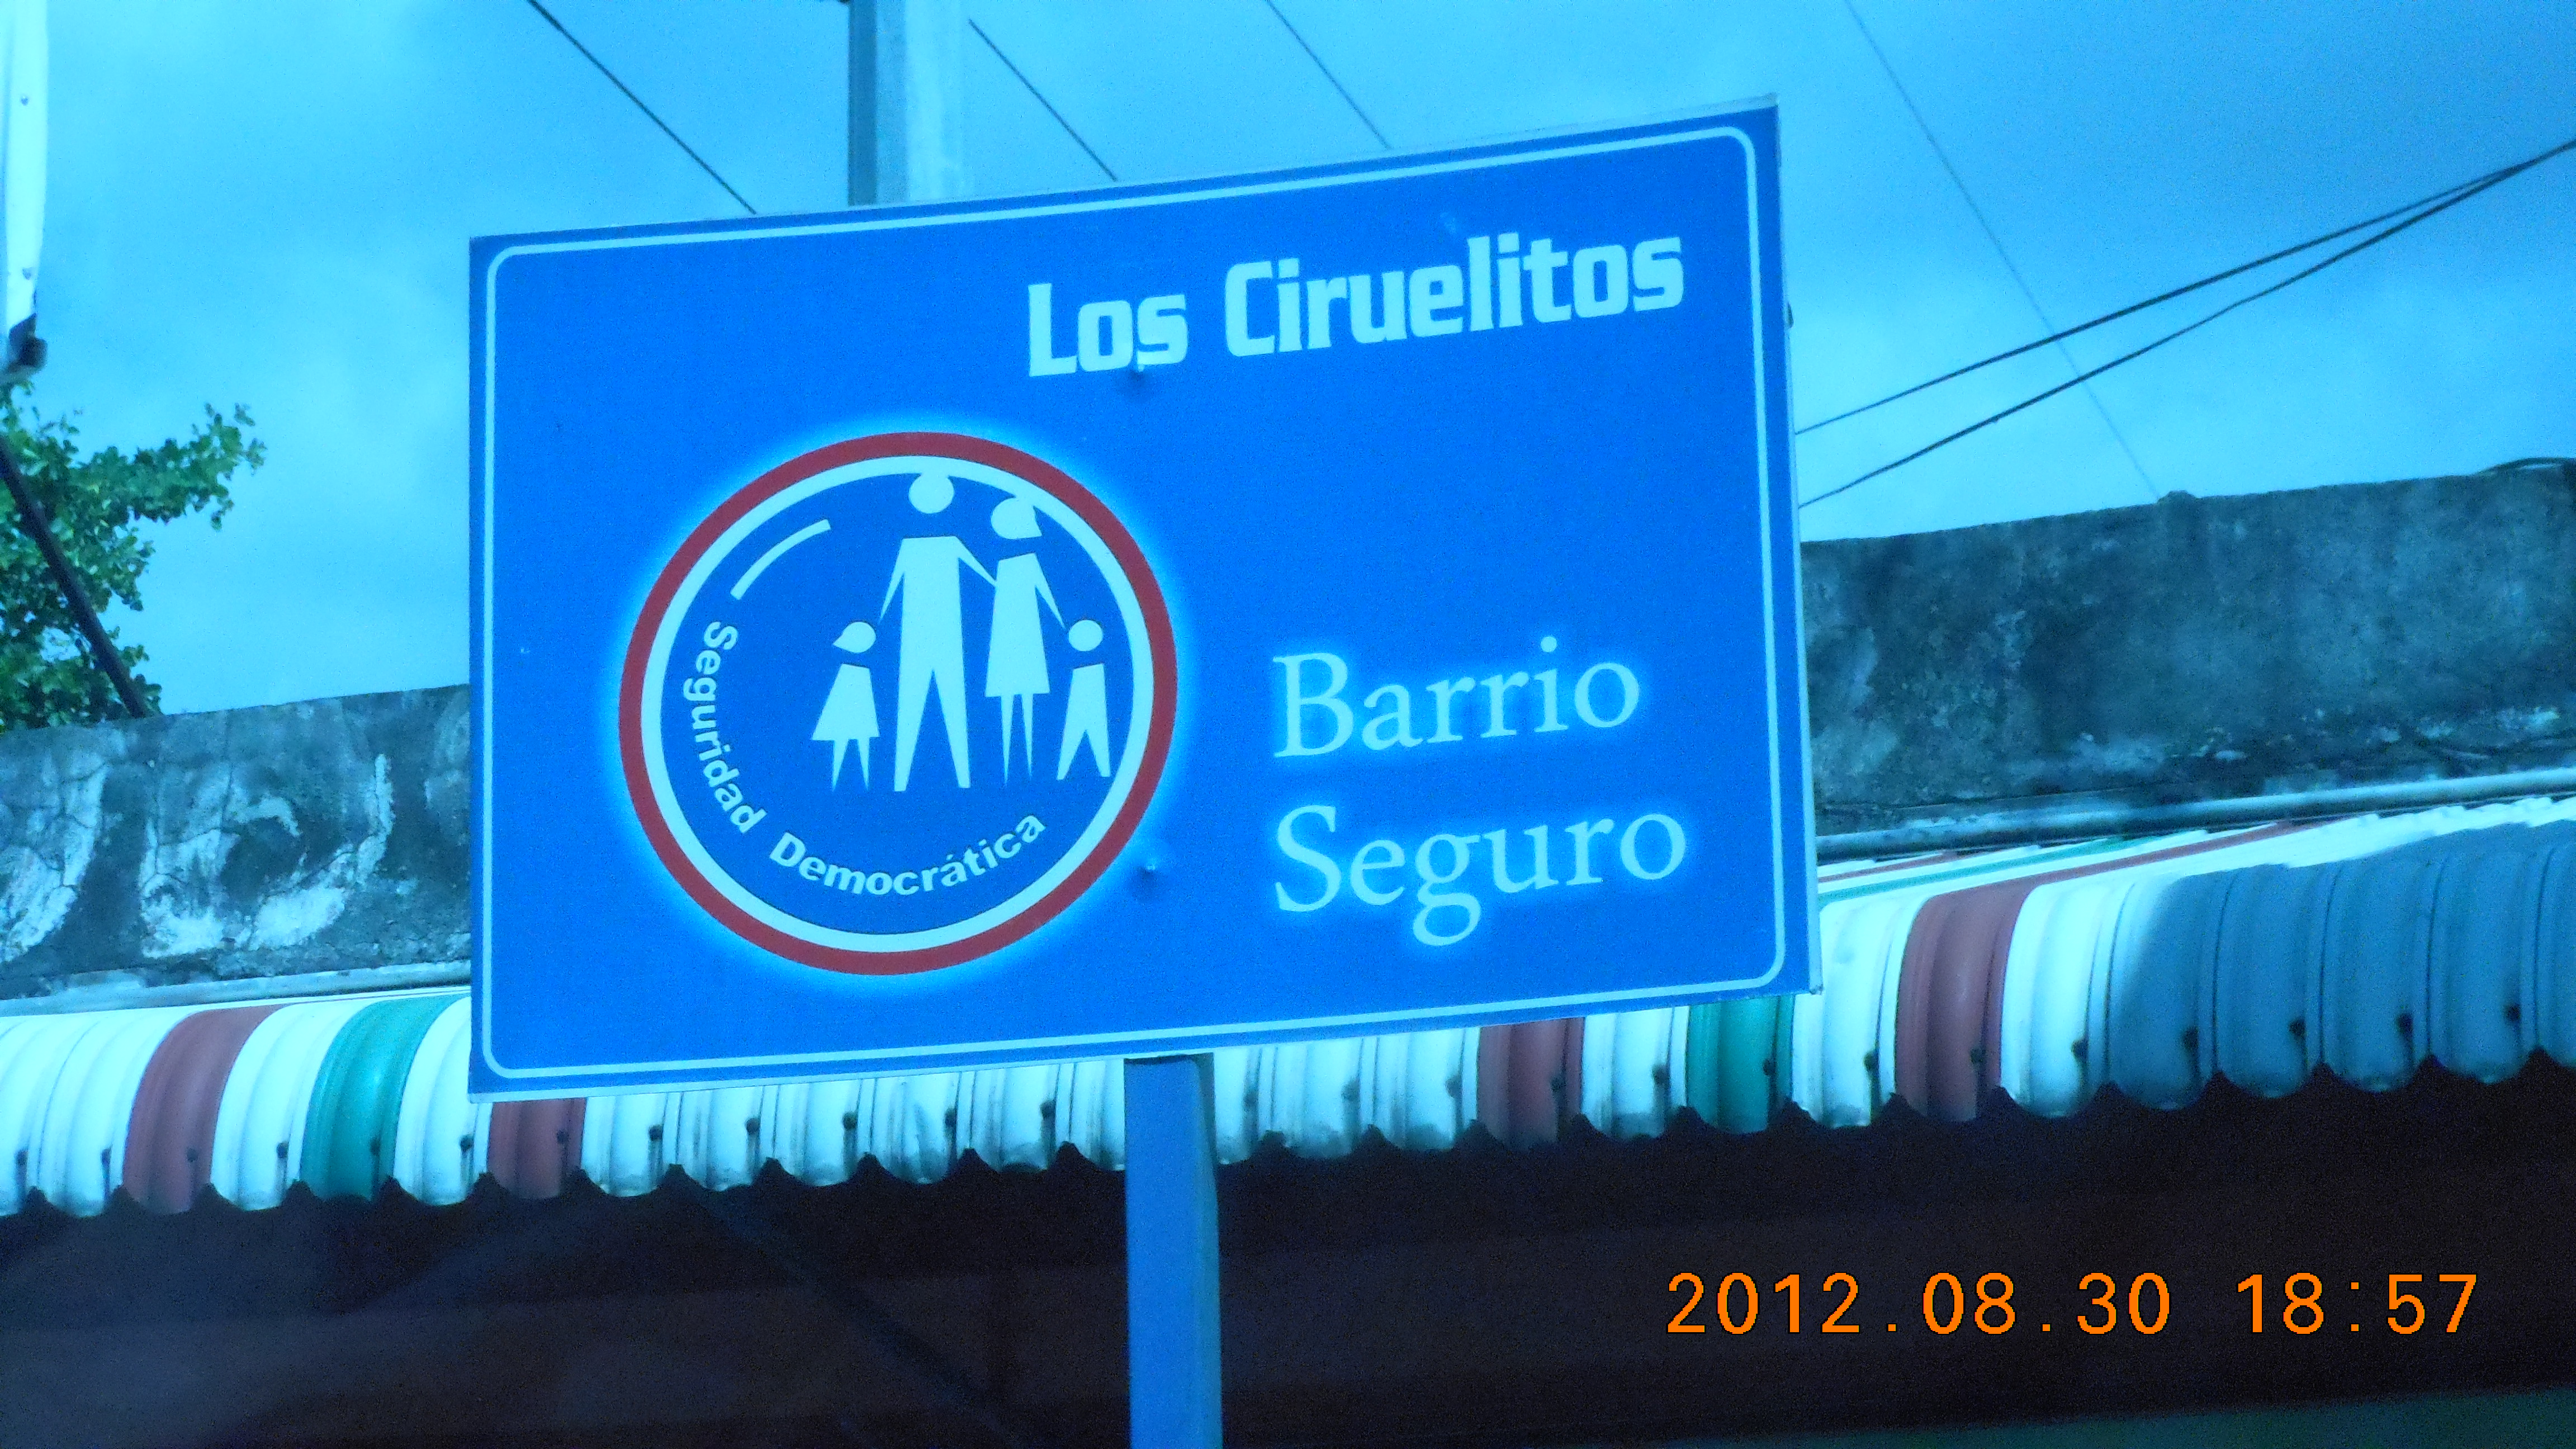 Los Ciruelitos
Seguridad Democrática
Barrio
Seguro
2012.08.30 18:57